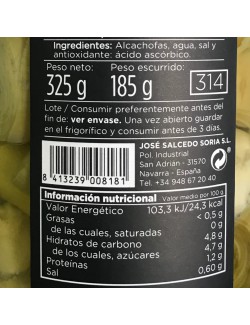 Ingredientes: Alcachofas, agua, sal y
antioxidante: ácido ascórbico.
Peso neto: Peso escurrido:
325 g 185 g 314
Lote / Consumir preferentemente antes del
fin de: ver envase. Una vez abierto guardar
en el frigorífico y consumir antes de 3 días.
JOSÉ SALCEDO SORIA S.L.
Pol. Industrial
San Adrián - 31570
Navarra - España
Tel. +34 948 67 20 40
8 413239 008181
Información nutricional Valor medio por 100 g
Valor Energético 103,3 kJ/24,3 kcal
Grasas < 0,5 g
de las cuales, saturadas 0 g
Hidratos de carbono 4,8 g
de los cuales, azúcares 4,7 g
Proteínas 1,2 g
Sal 0,60 g